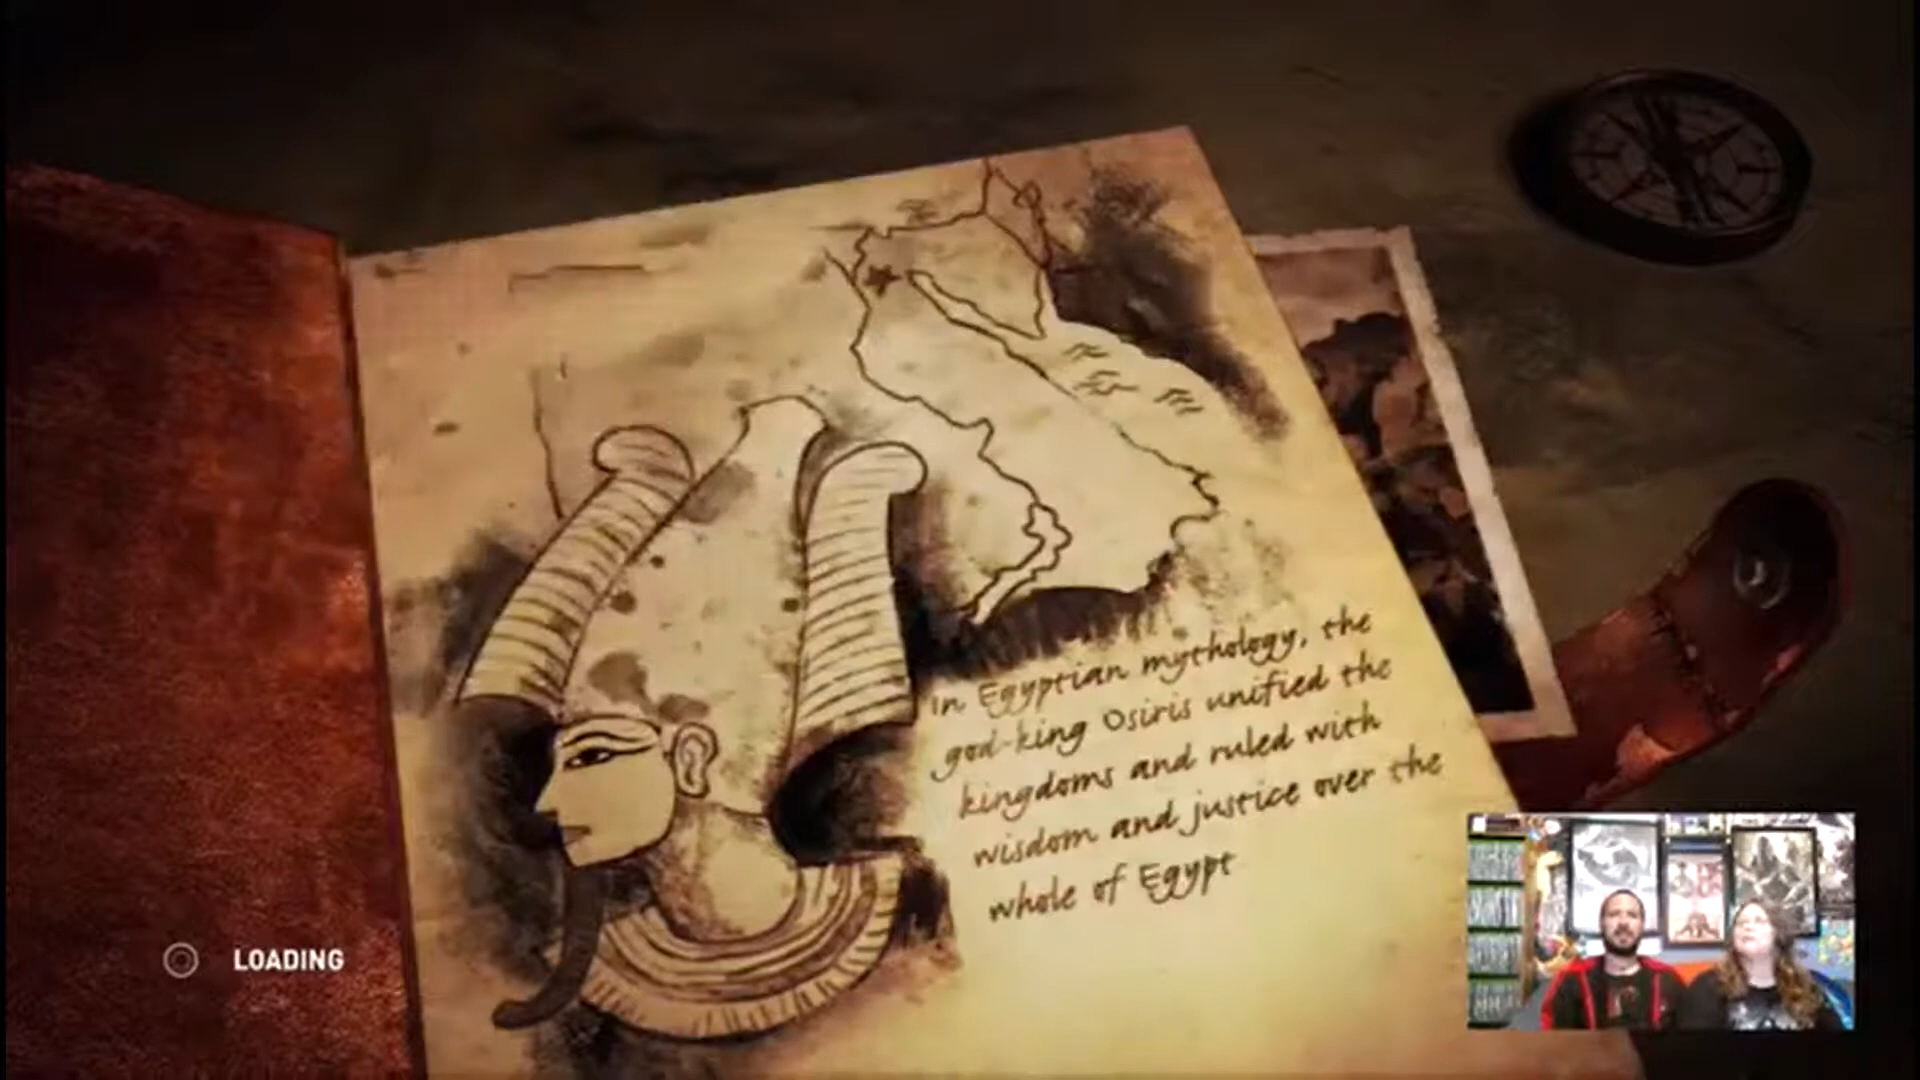 In Egyptian mythology, the
god-king Osiris unified the
kingdoms and ruled with
wisdom and justice over the
whole of Egypt
LOADING